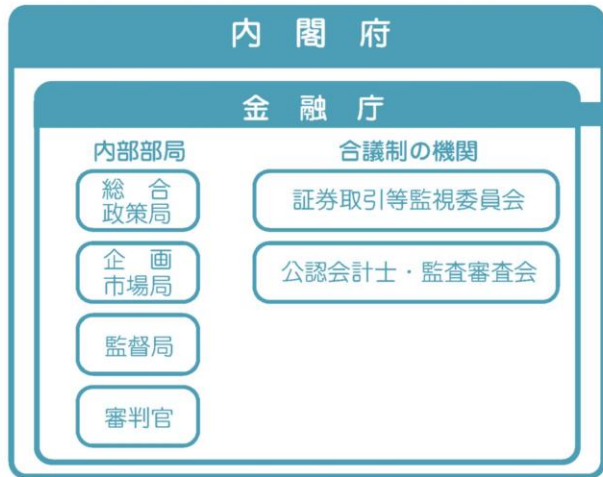 内 閣 府
金 融 庁
内部部局
総 合
政策局
企 画
市場局
監督局
審判官
合議制の機関
証券取引等監視委員会
公認会計士・監査審査会